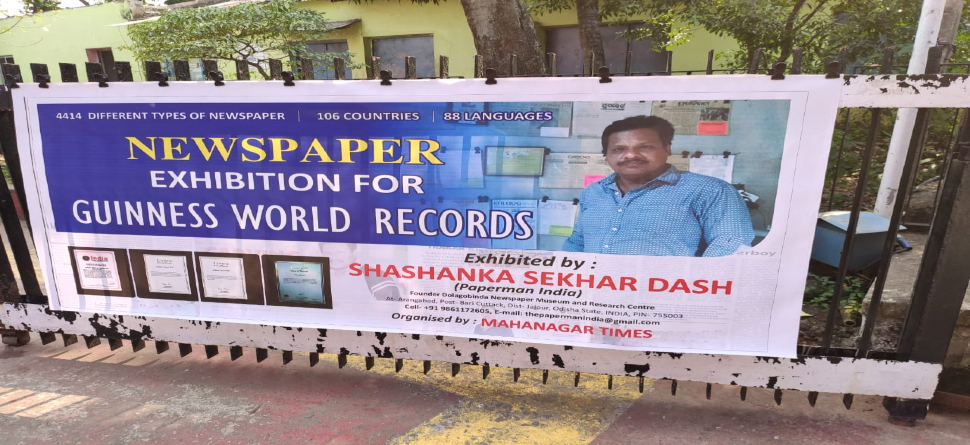 4414 DIFFERENT TYPES OF NEWSPAPER | 106 COUNTRIES | 88 LANGUAGES
NEWSPAPER
EXHIBITION FOR
GUINNESS WORLD RECORDS
Exhibited by :
SHASHANKA SEKHAR DASH
(Paperman India)
Founder Dolagobinda Newspaper Museum and Research Centre
At- Arangabad, Post- Bari Cuttack, Dist- Jajpur, Odisha State, INDIA, PIN- 755003
Cell- +91 9861172605, E-mail: thepapermanindia@gmail.com
Organised by : MAHANAGAR TIMES